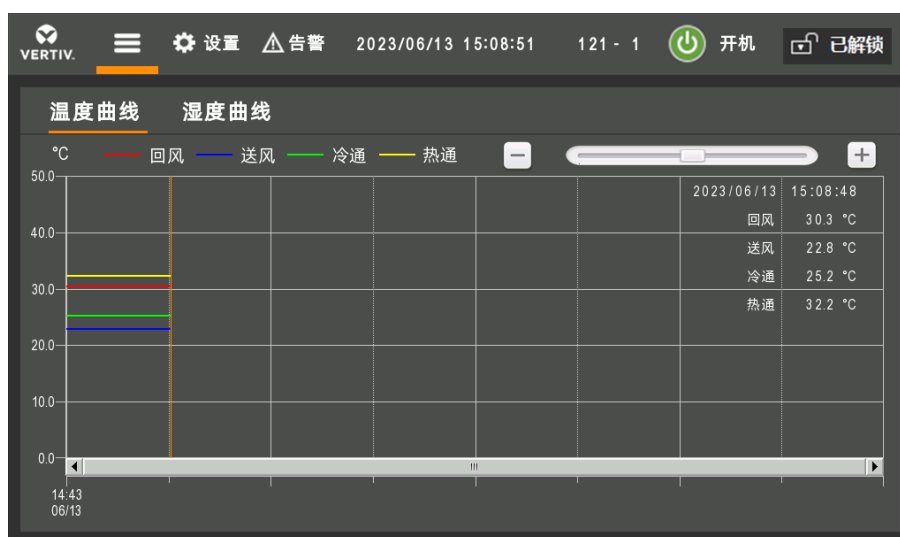 VERTIV. 设置 告警 2023/06/13 15:08:51 121 - 1 开机 已解锁
温度曲线 湿度曲线
°C 回风 送风 冷通 热通
50.0
2023/06/13 15:08:48
回风 30.3 °C
40.0
送风 22.8 °C
冷通 25.2 °C
30.0
热通 32.2 °C
20.0
10.0
0.0
14:43
06/13